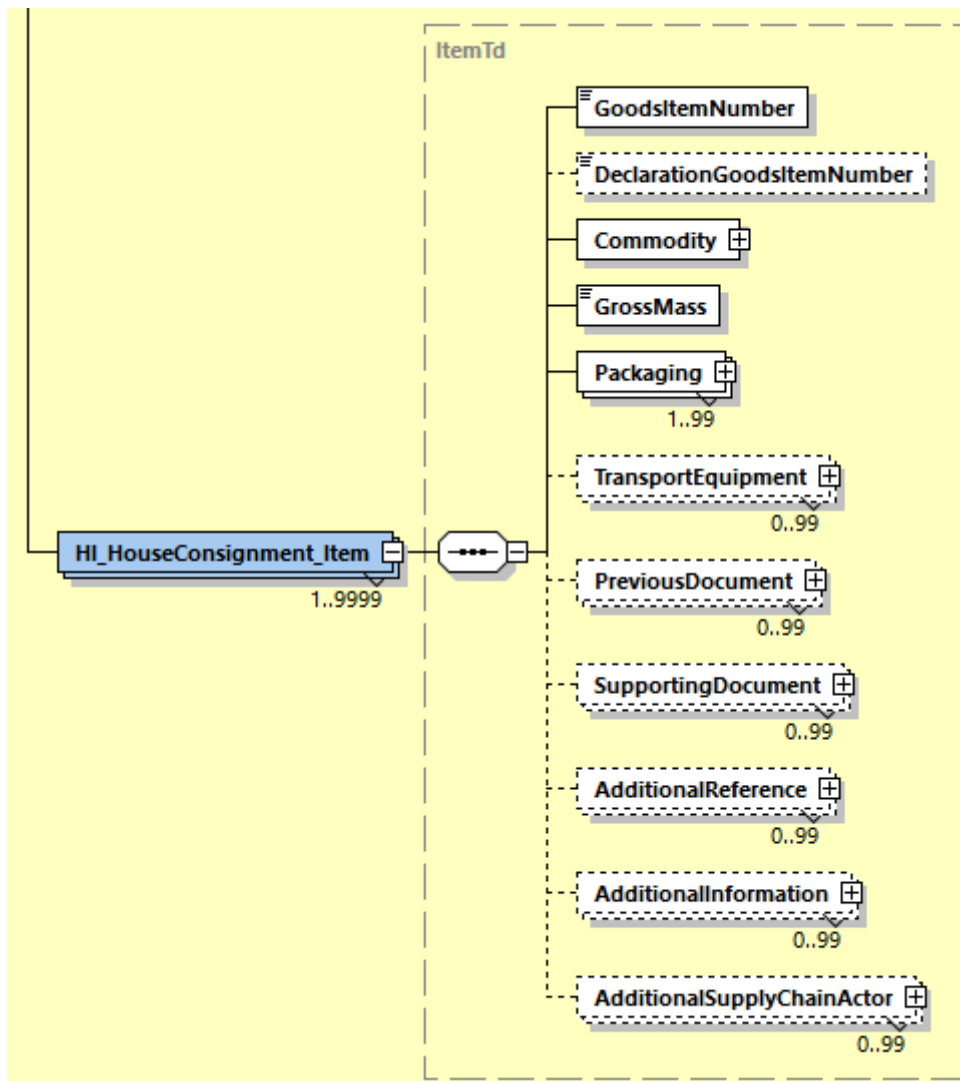 ItemTd
GoodsItemNumber
DeclarationGoodsItemNumber
Commodity
GrossMass
Packaging
1..99
TransportEquipment
0..99
HI_HouseConsignment_Item
1..9999
PreviousDocument
0..99
SupportingDocument
0..99
AdditionalReference
0..99
AdditionalInformation
0..99
AdditionalSupplyChainActor
0..99